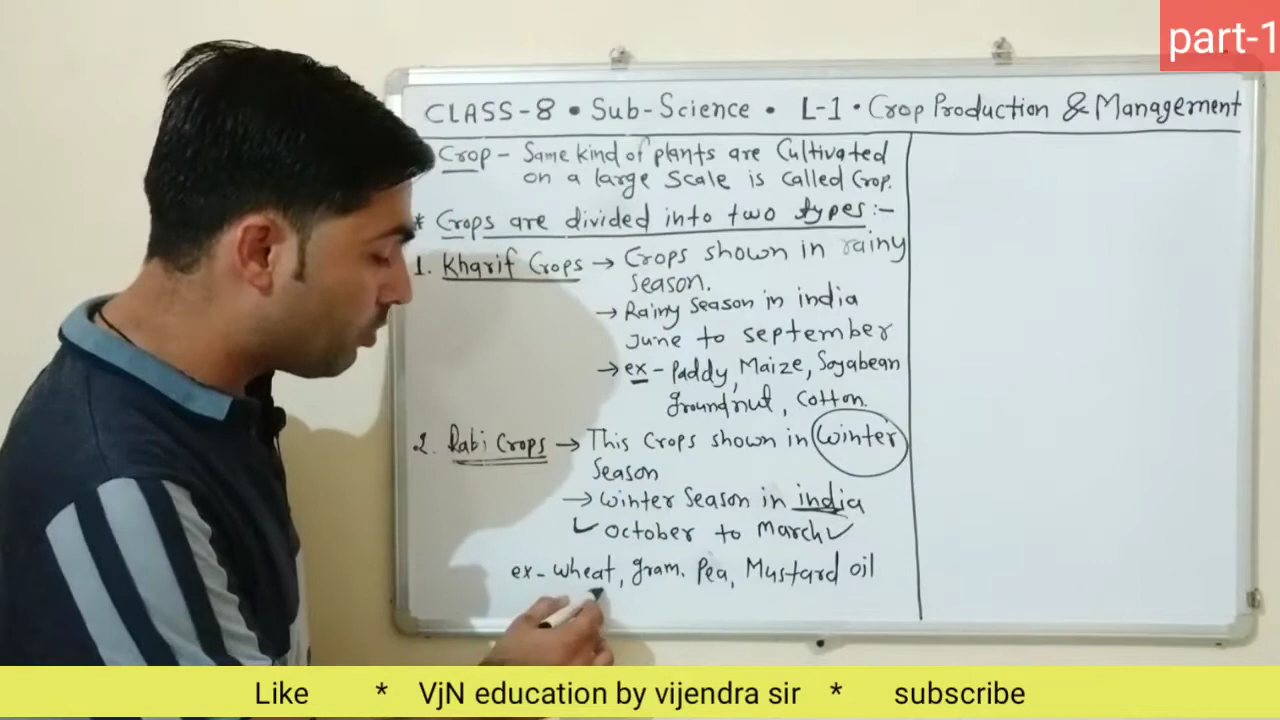 part-1
CLASS-8 • Sub-Science • L-1 • Crop Production & Management
Crop - Same kind of plants are Cultivated
on a large Scale is Called Crop.
* Crops are divided into two types:-
1. Kharif Crops → Crops shown in rainy
Season.
→ Rainy Season in india
June to september
→ ex - Paddy, Maize, Soyabean
groundnut, Cotton.
2. Rabi Crops → This Crops shown in Winter
Season
→ Winter Season in india
October to March
ex - wheat, gram. Pea, Mustard oil
Like * VjN education by vijendra sir * subscribe